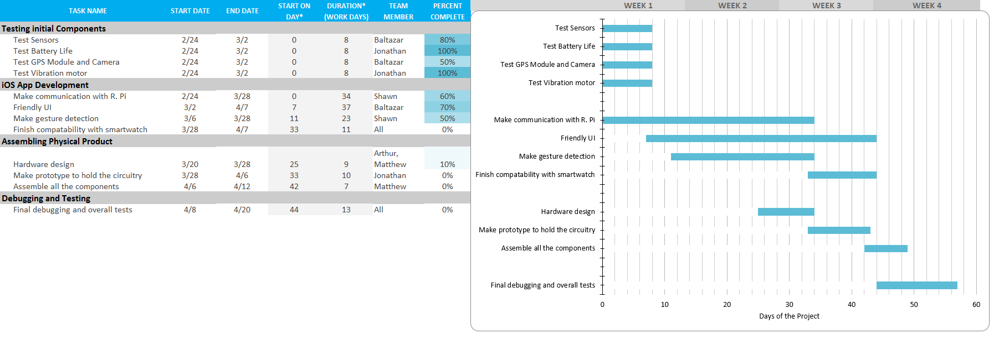 TASK NAME START DATE END DATE START ON DAY* DURATION* (WORK DAYS) TEAM MEMBER PERCENT COMPLETE
Testing initial Components
Test Sensors 2/24 3/2 0 8 Baltazar 80%
Test Battery Life 2/24 3/2 0 8 Jonathan 100%
Test GPS Module and Camera 2/24 3/2 0 8 Baltazar 50%
Test Vibration motor 2/24 3/2 0 8 Jonathan 100%
iOS App Development
Make communication with R. Pi 2/24 3/28 0 34 Shawn 60%
Friendly UI 3/2 4/7 7 37 Baltazar 70%
Make gesture detection 3/6 3/28 11 23 Shawn 50%
Finish compatability with smartwatch 3/28 4/7 33 11 All 0%
Assembling Physical Product
Hardware design 3/20 3/28 25 9 Arthur, Matthew 10%
Make prototype to hold the circuitry 3/28 4/6 33 10 Jonathan 0%
Assemble all the components 4/6 4/12 42 7 Matthew 0%
Debugging and Testing
Final debugging and overall tests 4/8 4/20 44 13 All 0%
WEEK 1 WEEK 2 WEEK 3 WEEK 4
Test Sensors
Test Battery Life
Test GPS Module and Camera
Test Vibration motor
Make communication with R. Pi
Friendly UI
Make gesture detection
Finish compatability with smartwatch
Hardware design
Make prototype to hold the circuitry
Assemble all the components
Final debugging and overall tests
0 10 20 30 40 50 60
Days of the Project